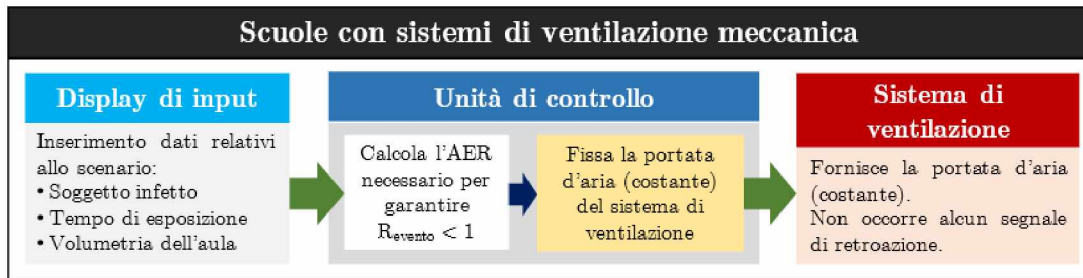 Scuole con sistemi di ventilazione meccanica
Display di input
Inserimento dati relativi
allo scenario:
• Soggetto infetto
• Tempo di esposizione
• Volumetria dell'aula
Unità di controllo
Calcola l'AER
necessario per
garantire
R_evento < 1
Fissa la portata
d'aria (costante)
del sistema di
ventilazione
Sistema di
ventilazione
Fornisce la portata d'aria
(costante).
Non occorre alcun segnale
di retroazione.